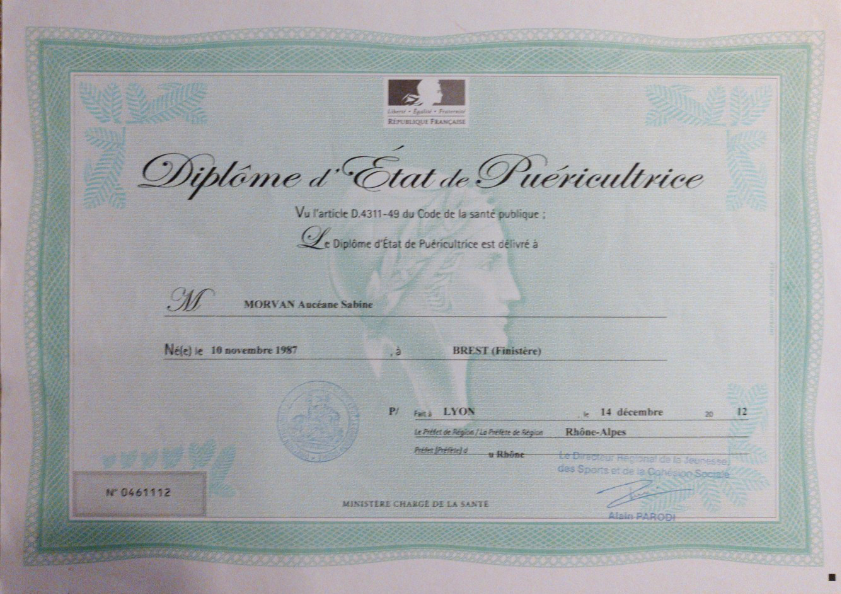 Liberté • Égalité • Fraternité
RÉPUBLIQUE FRANÇAISE
Diplôme d'État de Puéricultrice
Vu l'article D.4311-49 du Code de la santé publique ;
Le Diplôme d'État de Puéricultrice est délivré à
M MORVAN Aucéane Sabine
Né(e) le 10 novembre 1987 , à BREST (Finistère)
P/ Fait à LYON , le 14 décembre 20 12
Le Préfet de Région / La Préfète de Région Rhône-Alpes
Préfet [Préfète] d u Rhône
Le Directeur Régional de la Jeunesse,
des Sports et de la Cohésion Sociale
N° 0461112
MINISTÈRE CHARGÉ DE LA SANTÉ
Alain PARODI